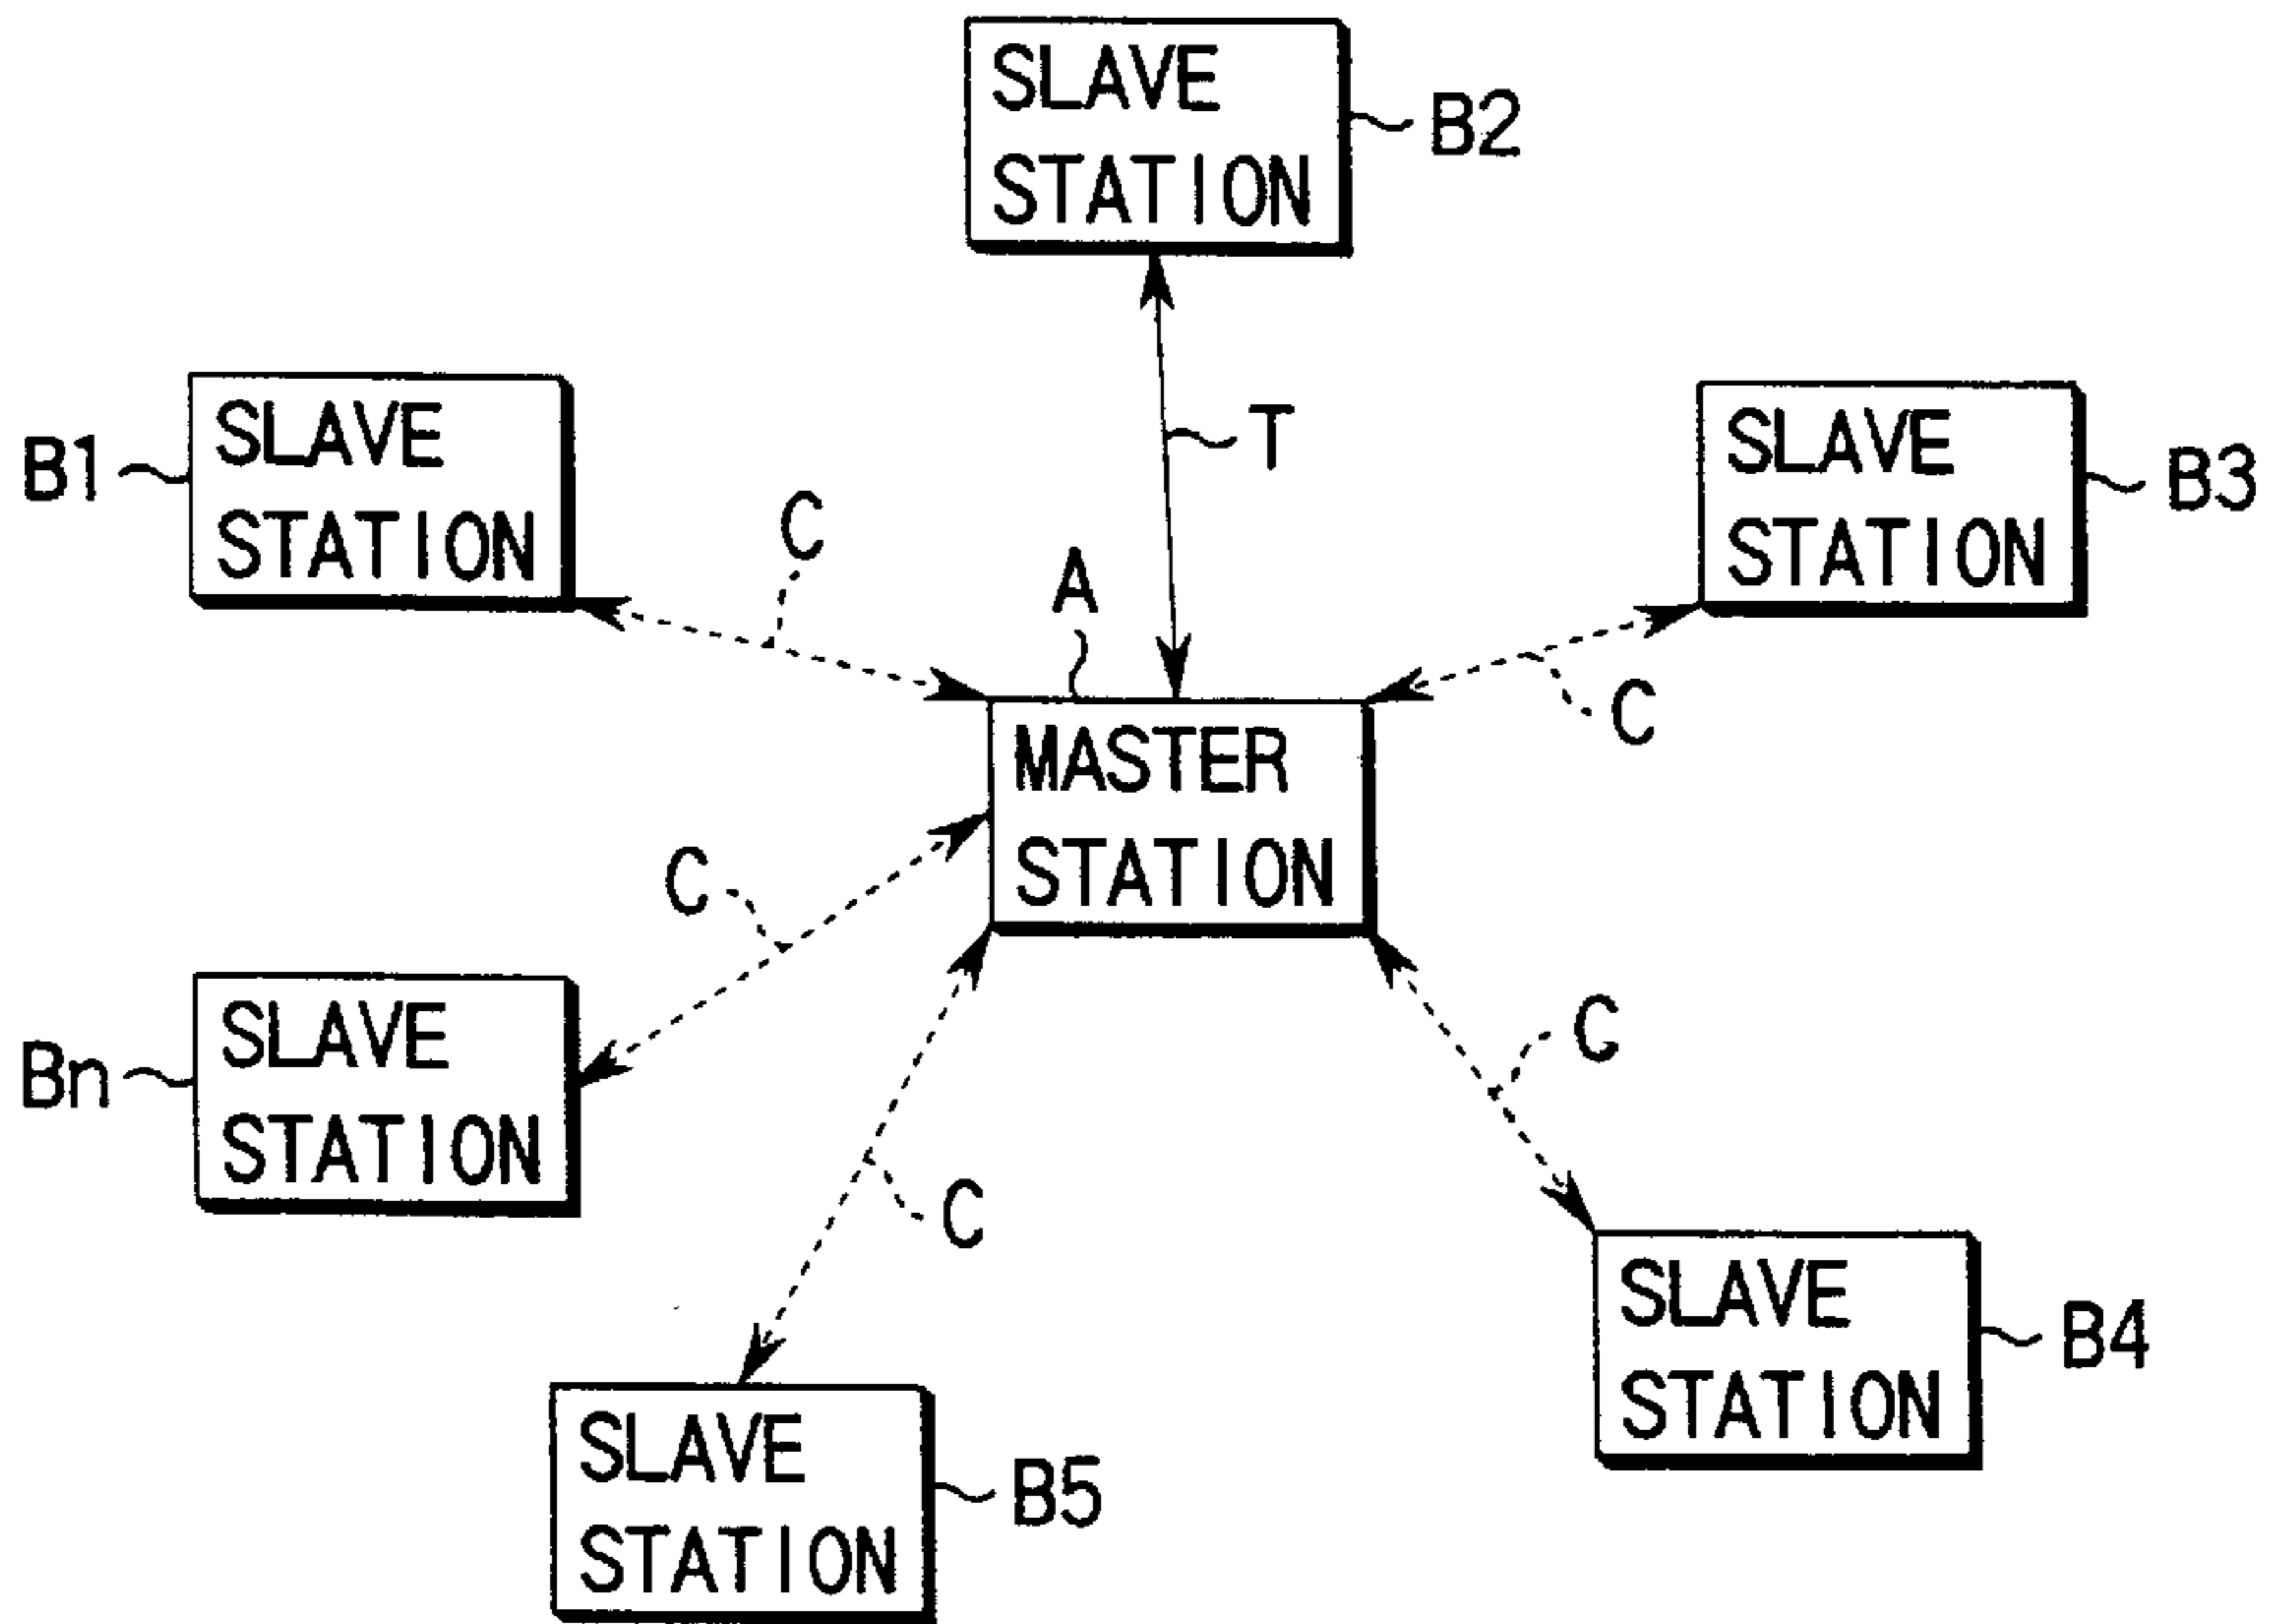 SLAVE
STATION
B2
SLAVE
STATION
B1
T
SLAVE
STATION
B3
C
A
C
MASTER
STATION
C
SLAVE
STATION
Bn
C
C
SLAVE
STATION
B4
SLAVE
STATION
B5